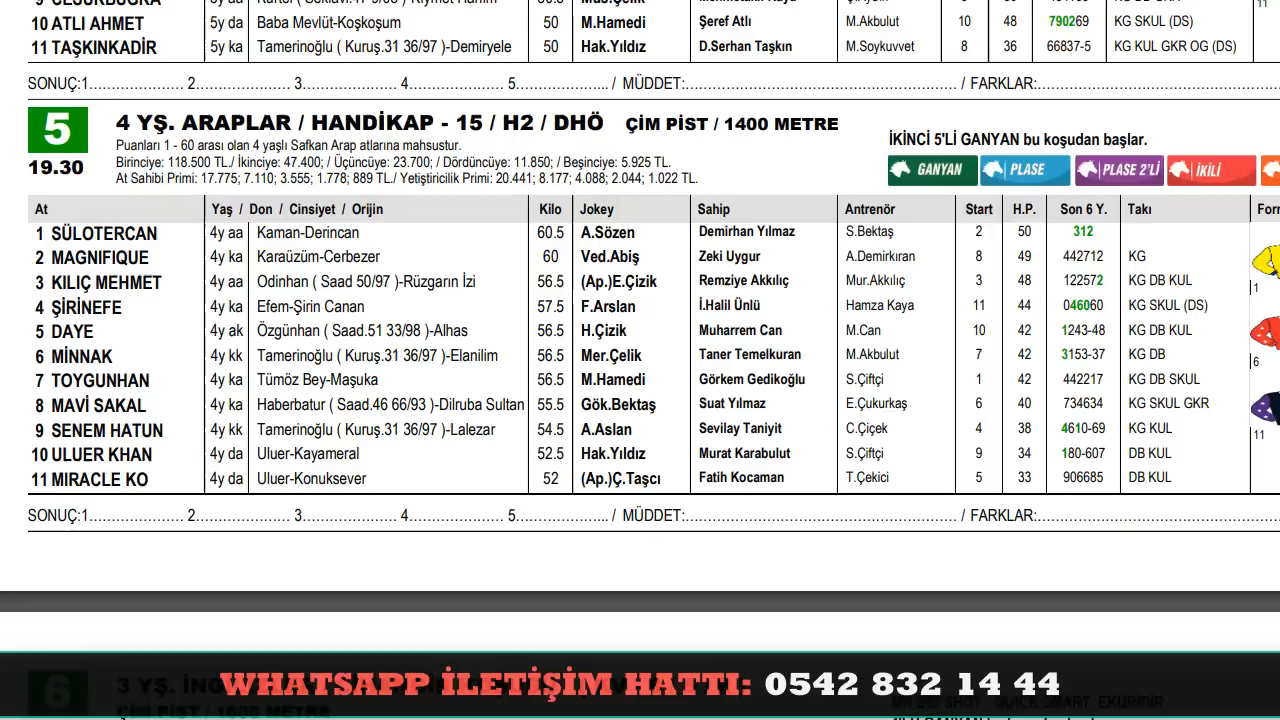 10 ATLI AHMET 5y da Baba Mevlüt-Koşkoşum 50 M.Hamedi Şeref Atlı M.Akbulut 10 48 790269 KG SKUL (DS)
11 TAŞKINKADİR 5y ka Tamerinoğlu ( Kuruş.31 36/97 )-Demiryele 50 Hak.Yıldız D.Serhan Taşkın M.Soykuvvet 8 36 66837-5 KG KUL GKR OG (DS)
11
SONUÇ:1..................... 2...................... 3...................... 4...................... 5..................... / MÜDDET:.............................................................. / FARKLAR:......................................................
5 4 YŞ. ARAPLAR / HANDİKAP - 15 / H2 / DHÖ ÇİM PİST / 1400 METRE
19.30
Puanları 1 - 60 arası olan 4 yaşlı Safkan Arap atlarına mahsustur.
Birinciye: 118.500 TL./ İkinciye: 47.400; / Üçüncüye: 23.700; / Dördüncüye: 11.850; / Beşinciye: 5.925 TL.
At Sahibi Primi: 17.775; 7.110; 3.555; 1.778; 889 TL./ Yetiştiricilik Primi: 20.441; 8.177; 4.088; 2.044; 1.022 TL.
İKİNCİ 5'Lİ GANYAN bu koşudan başlar.
GANYAN PLASE PLASE 2'Lİ İKİLİ
At Yaş / Don / Cinsiyet / Orijin Kilo Jokey Sahip Antrenör Start H.P. Son 6 Y. Takı Forr
1 SÜLOTERCAN 4y aa Kaman-Derincan 60.5 A.Sözen Demirhan Yılmaz S.Bektaş 2 50 312
2 MAGNIFIQUE 4y ka Karaüzüm-Cerbezer 60 Ved.Abiş Zeki Uygur A.Demirkıran 8 49 442712 KG
3 KILIÇ MEHMET 4y aa Odinhan ( Saad 50/97 )-Rüzgarın İzi 56.5 (Ap.)E.Çizik Remziye Akkılıç Mur.Akkılıç 3 48 122572 KG DB KUL
1
4 ŞİRİNEFE 4y ka Efem-Şirin Canan 57.5 F.Arslan İ.Halil Ünlü Hamza Kaya 11 44 046060 KG SKUL (DS)
5 DAYE 4y ak Özgünhan ( Saad.51 33/98 )-Alhas 56.5 H.Çizik Muharrem Can M.Can 10 42 1243-48 KG DB KUL
6 MİNNAK 4y kk Tamerinoğlu ( Kuruş.31 36/97 )-Elanilim 56.5 Mer.Çelik Taner Temelkuran M.Akbulut 7 42 3153-37 KG DB
6
7 TOYGUNHAN 4y ka Tümöz Bey-Maşuka 56.5 M.Hamedi Görkem Gedikoğlu S.Çiftçi 1 42 442217 KG DB SKUL
8 MAVİ SAKAL 4y ka Haberbatur ( Saad.46 66/93 )-Dilruba Sultan 55.5 Gök.Bektaş Suat Yılmaz E.Çukurkaş 6 40 734634 KG SKUL GKR
9 SENEM HATUN 4y kk Tamerinoğlu ( Kuruş.31 36/97 )-Lalezar 54.5 A.Aslan Sevilay Taniyit C.Çiçek 4 38 4610-69 KG KUL
11
10 ULUER KHAN 4y da Uluer-Kayameral 52.5 Hak.Yıldız Murat Karabulut S.Çiftçi 9 34 180-607 DB KUL
11 MIRACLE KO 4y da Uluer-Konuksever 52 (Ap.)Ç.Taşcı Fatih Kocaman T.Çekici 5 33 906685 DB KUL
SONUÇ:1..................... 2...................... 3...................... 4...................... 5..................... / MÜDDET:.............................................................. / FARKLAR:......................................................
WHATSAPP İLETİŞİM HATTI: 0542 832 14 44
6 3 YŞ. İNG
ÇİM PİST / 1600 METRE